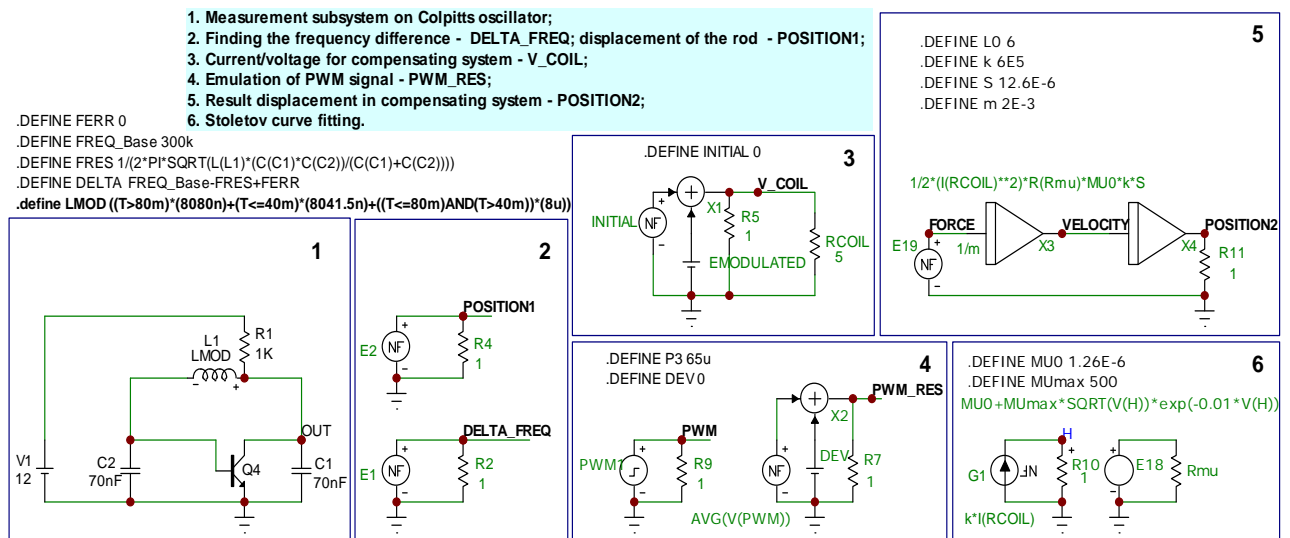 1. Measurement subsystem on Colpitts oscillator;
2. Finding the frequency difference - DELTA_FREQ; displacement of the rod - POSITION1;
3. Current/voltage for compensating system - V_COIL;
4. Emulation of PWM signal - PWM_RES;
5. Result displacement in compensating system - POSITION2;
6. Stoletov curve fitting.
.DEFINE FERR 0
.DEFINE FREQ_Base 300k
.DEFINE FRES 1/(2*PI*SQRT(L(L1)*(C(C1)*C(C2))/(C(C1)+C(C2))))
.DEFINE DELTA FREQ_Base-FRES+FERR
.define LMOD ((T>80m)*(8080n)+(T<=40m)*(8041.5n)+((T<=80m)AND(T>40m))*(8u))
1
L1
LMOD
R1
1K
OUT
V1
12
C2
70nF
Q4
C1
70nF
2
POSITION1
E2
NF
R4
1
DELTA_FREQ
E1
NF
R2
1
.DEFINE INITIAL 0
3
V_COIL
X1
INITIAL
NF
R5
1
RCOIL
5
EMODULATED
.DEFINE P3 65u
.DEFINE DEV 0
4
PWM_RES
X2
PWM
PWM1
R9
1
NF
DEV
R7
1
AVG(V(PWM))
.DEFINE L0 6
.DEFINE k 6E5
.DEFINE S 12.6E-6
.DEFINE m 2E-3
5
1/2*(I(RCOIL)**2)*R(Rmu)*MU0*k*S
FORCE
VELOCITY
POSITION2
E19
NF
1/m
X3
X4
R11
1
.DEFINE MU0 1.26E-6
.DEFINE MUmax 500
6
MU0+MUmax*SQRT(V(H))*exp(-0.01*V(H))
H
G1
NF
R10
1
E18
Rmu
k*I(RCOIL)